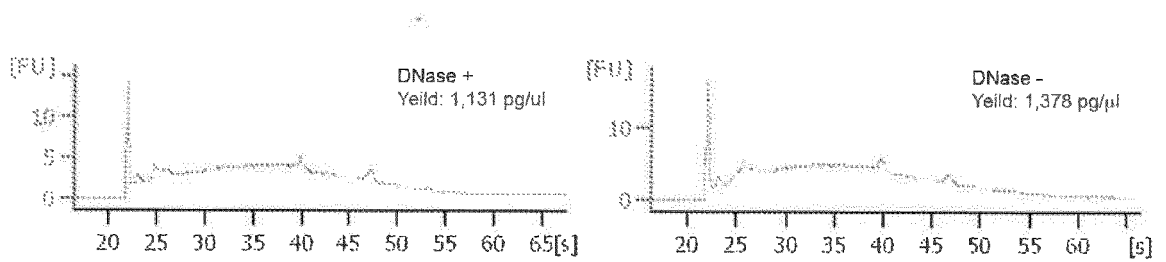 [FU]
DNase +
Yeild: 1,131 pg/ul
10
5
0
20 25 30 35 40 45 50 55 60 65[s]
[FU]
DNase -
Yeild: 1,378 pg/µl
10
0
20 25 30 35 40 45 50 55 60 [s]